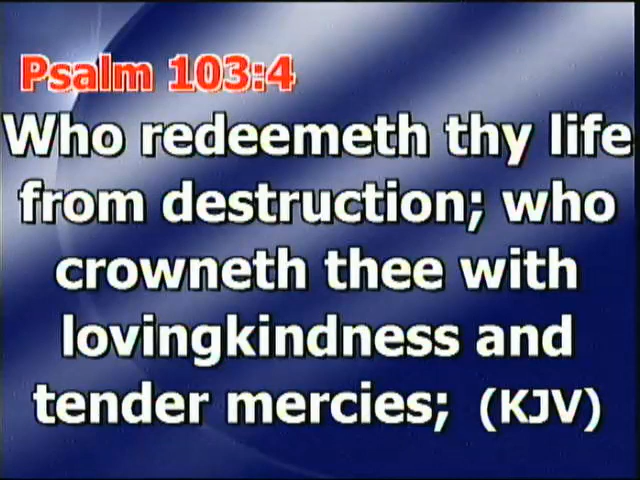 Psalm 103:4
Who redeemeth thy life
from destruction; who
crowneth thee with
lovingkindness and
tender mercies; (KJV)